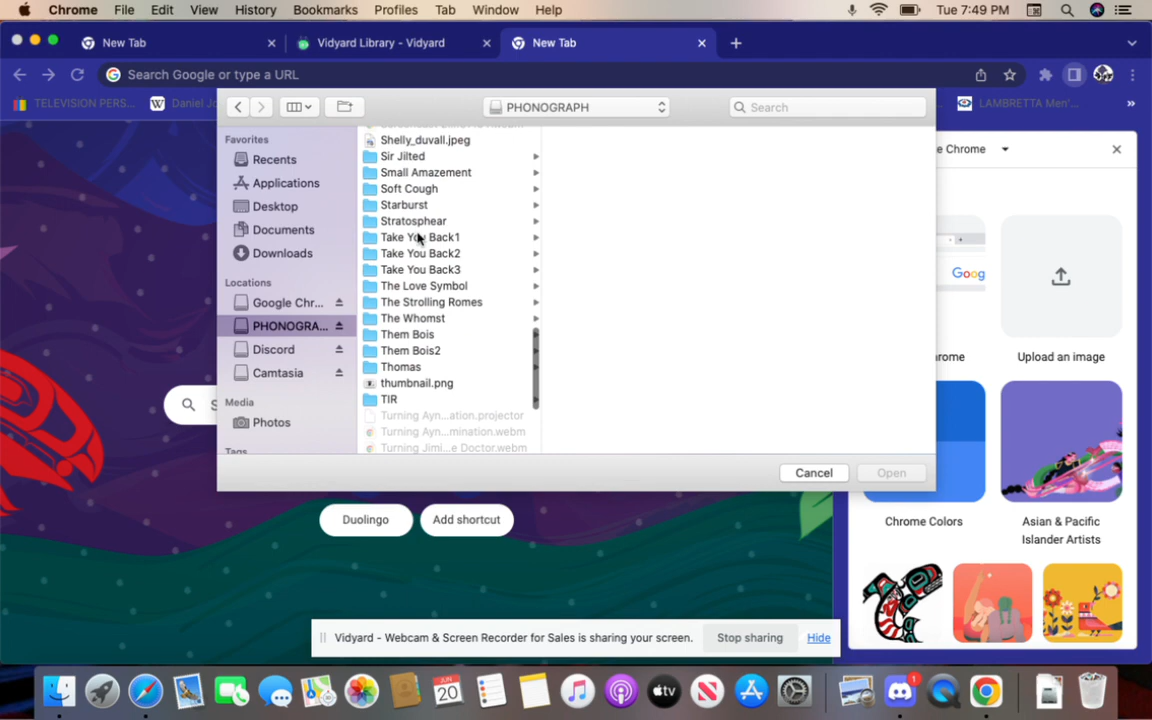 Chrome File Edit View History Bookmarks Profiles Tab Window Help Tue 7:49 PM
New Tab Vidyard Library - Vidyard New Tab
Search Google or type a URL
TELEVISION PERS... Daniel Jo LAMBRETTA Men'...
PHONOGRAPH Search
Favorites
Recents
Applications
Desktop
Documents
Downloads
Locations
Google Chr...
PHONOGRA...
Discord
Camtasia
Media
Photos
Tags
Shelly_duvall.jpeg
Sir Jilted
Small Amazement
Soft Cough
Starburst
Stratosphear
Take You Back1
Take You Back2
Take You Back3
The Love Symbol
The Strolling Romes
The Whomst
Them Bois
Them Bois2
Thomas
thumbnail.png
TIR
Turning Ayn...ation.projector
Turning Ayn...mination.webm
Turning Jimi...e Doctor.webm
Cancel Open
e Chrome
Goog
rome Upload an image
Chrome Colors Asian & Pacific
Islander Artists
S
Duolingo Add shortcut
Vidyard - Webcam & Screen Recorder for Sales is sharing your screen. Stop sharing Hide
JUN
20
tv
1